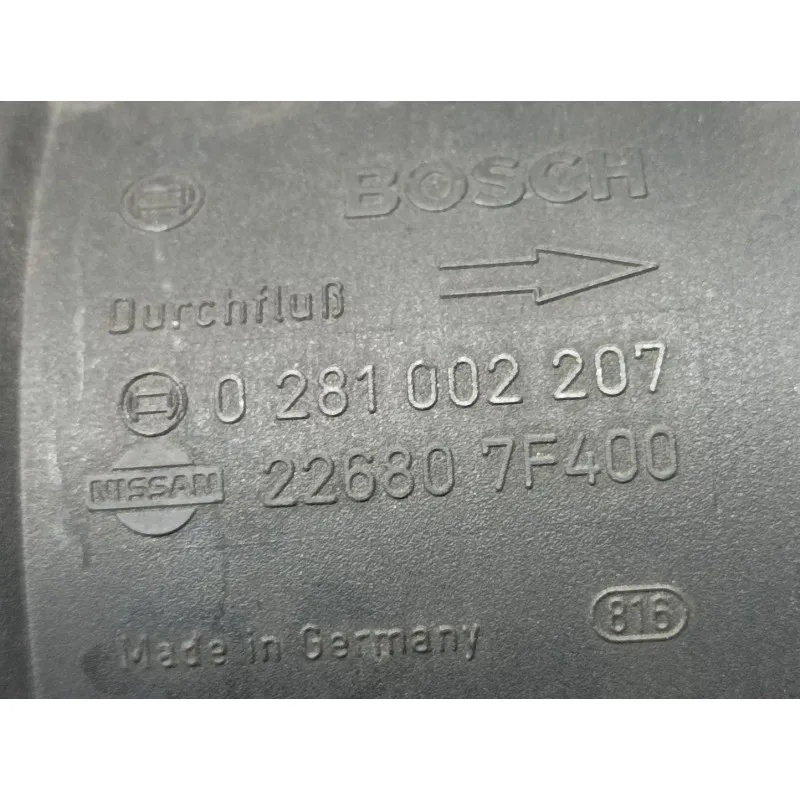 BOSCH
Durchfluß
0 281 002 207
NISSAN 22680 7F400
816
Made in Germany